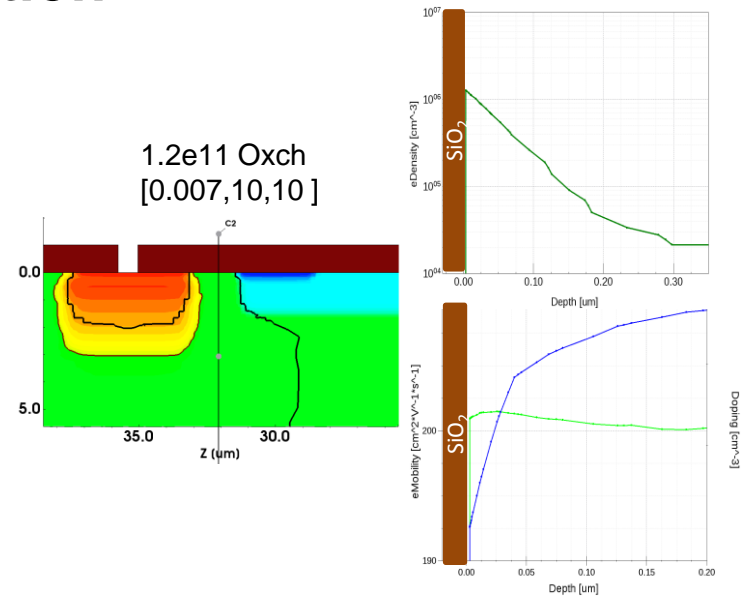 1.2e11 Oxch
[0.007,10,10 ]
C2
0.0
5.0
35.0
30.0
Z (um)
10^07
10^06
10^05
10^04
eDensity [cm^-3]
SiO2
0.00
0.10
0.20
0.30
Depth [um]
200
190
eMobility [cm^2*V^-1*s^-1]
SiO2
Doping [cm^-3]
0.00
0.05
0.10
0.15
0.20
Depth [um]